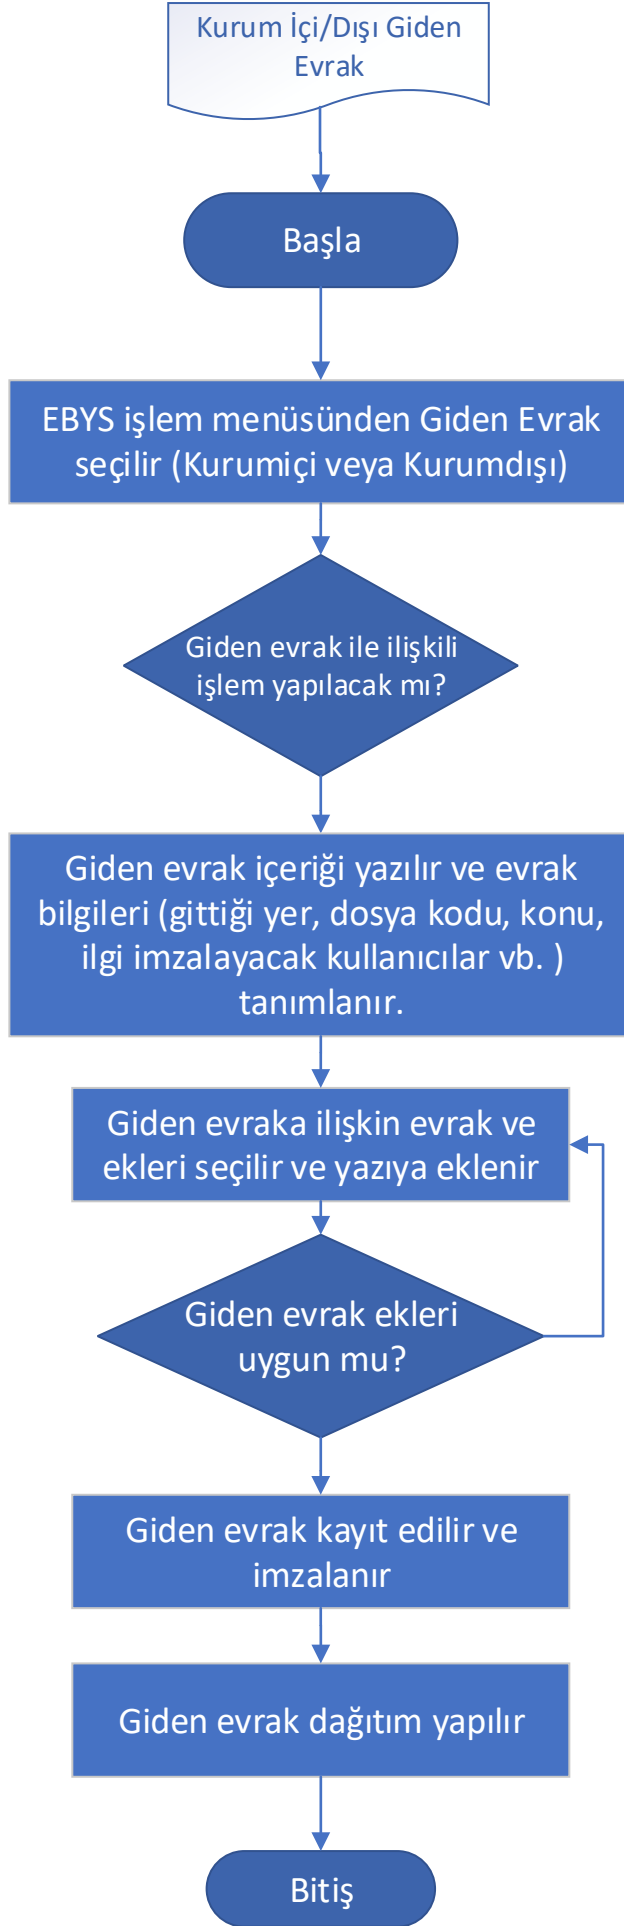 Kurum İçi/Dışı Giden
Evrak
Başla
EBYS işlem menüsünden Giden Evrak
seçilir (Kurumiçi veya Kurumdışı)
Giden evrak ile ilişkili
işlem yapılacak mı?
Giden evrak içeriği yazılır ve evrak
bilgileri (gittiği yer, dosya kodu, konu,
ilgi imzalayacak kullanıcılar vb. )
tanımlanır.
Giden evraka ilişkin evrak ve
ekleri seçilir ve yazıya eklenir
Giden evrak ekleri
uygun mu?
Giden evrak kayıt edilir ve
imzalanır
Giden evrak dağıtım yapılır
Bitiş